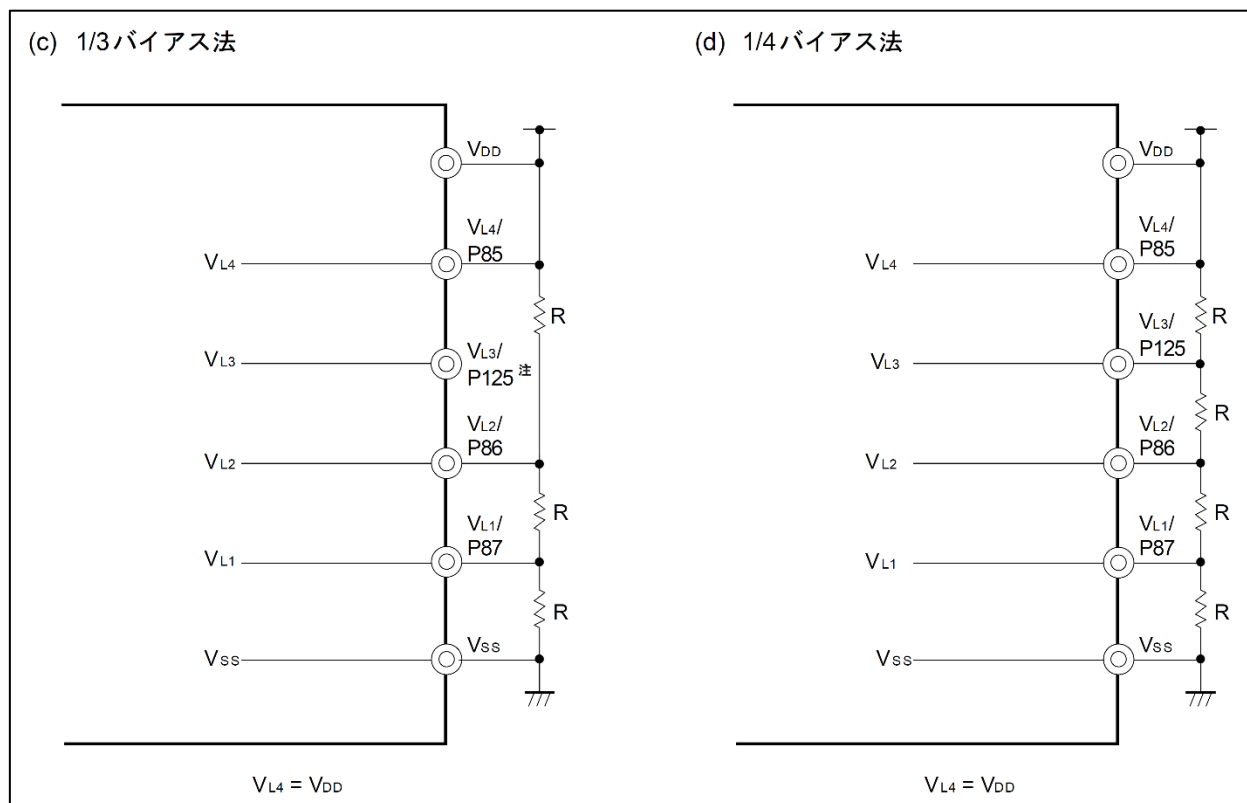 (c) 1/3バイアス法
VDD
VL4/
P85
VL4
R
VL3/
P125注
VL3
VL2/
P86
VL2
R
VL1/
P87
VL1
R
VSS
VSS
VL4 = VDD
(d) 1/4バイアス法
VDD
VL4/
P85
VL4
R
VL3/
P125
VL3
R
VL2/
P86
VL2
R
VL1/
P87
VL1
R
VSS
VSS
VL4 = VDD